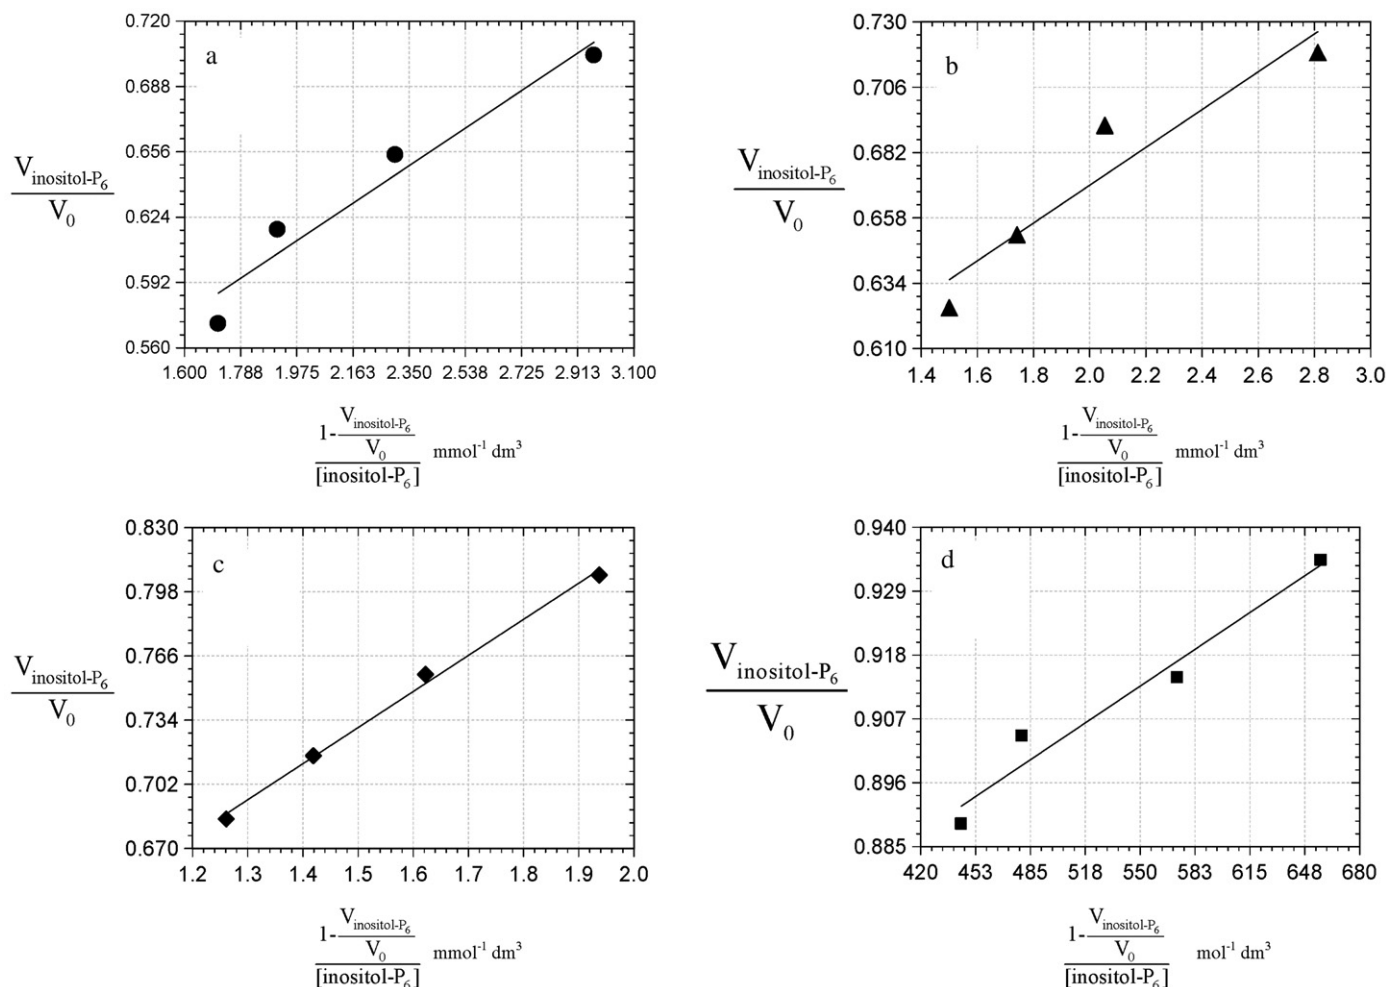 a
0.720
0.688
0.656
0.624
0.592
0.560
V inositol-P₆
V₀
1.600 1.788 1.975 2.163 2.350 2.538 2.725 2.913 3.100
1- V inositol-P₆
V₀
[inositol-P₆]
mmol⁻¹ dm³
b
0.730
0.706
0.682
0.658
0.634
0.610
V inositol-P₆
V₀
1.4 1.6 1.8 2.0 2.2 2.4 2.6 2.8 3.0
1- V inositol-P₆
V₀
[inositol-P₆]
mmol⁻¹ dm³
c
0.830
0.798
0.766
0.734
0.702
0.670
V inositol-P₆
V₀
1.2 1.3 1.4 1.5 1.6 1.7 1.8 1.9 2.0
1- V inositol-P₆
V₀
[inositol-P₆]
mmol⁻¹ dm³
d
0.940
0.929
0.918
0.907
0.896
0.885
V inositol-P₆
V₀
420 453 485 518 550 583 615 648 680
1- V inositol-P₆
V₀
[inositol-P₆]
mol⁻¹ dm³